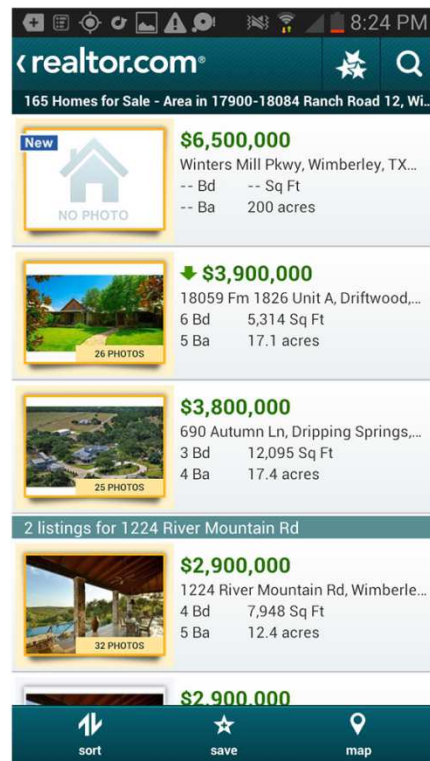 8:24 PM
realtor.com®
165 Homes for Sale - Area in 17900-18084 Ranch Road 12, Wi..
New
NO PHOTO
$6,500,000
Winters Mill Pkwy, Wimberley, TX...
-- Bd -- Sq Ft
-- Ba 200 acres
26 PHOTOS
$3,900,000
18059 Fm 1826 Unit A, Driftwood,...
6 Bd 5,314 Sq Ft
5 Ba 17.1 acres
25 PHOTOS
$3,800,000
690 Autumn Ln, Dripping Springs,...
3 Bd 12,095 Sq Ft
4 Ba 17.4 acres
2 listings for 1224 River Mountain Rd
32 PHOTOS
$2,900,000
1224 River Mountain Rd, Wimberle...
4 Bd 7,948 Sq Ft
5 Ba 12.4 acres
$2,900,000
sort save map